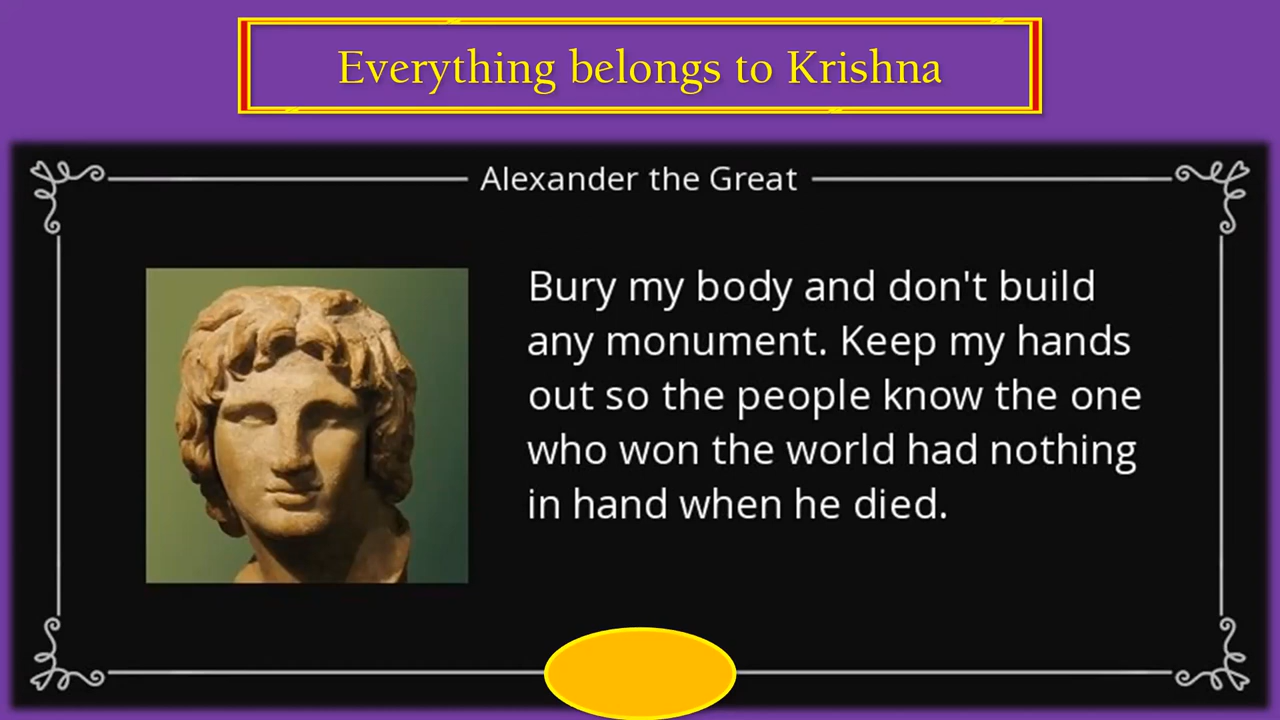 Everything belongs to Krishna
Alexander the Great
Bury my body and don't build
any monument. Keep my hands
out so the people know the one
who won the world had nothing
in hand when he died.